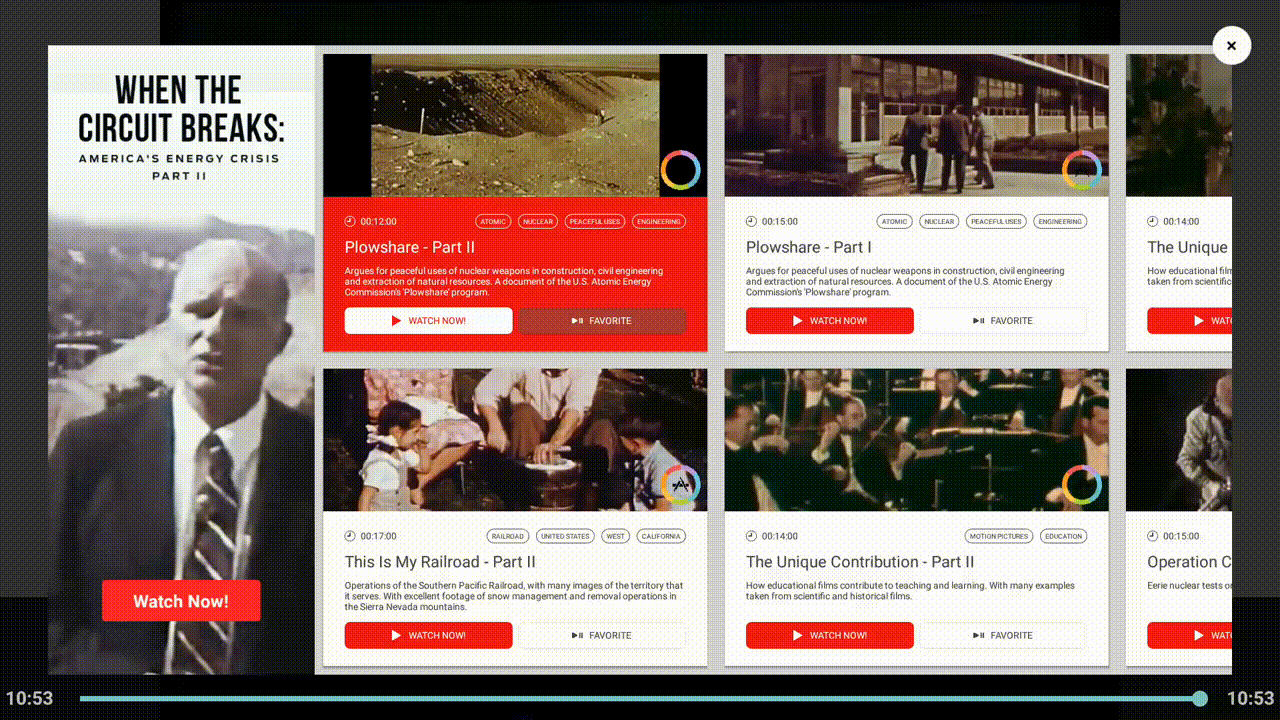 WHEN THE
CIRCUIT BREAKS:
AMERICA'S ENERGY CRISIS
PART II
Watch Now!
00:12:00 ATOMIC NUCLEAR PEACEFUL USES ENGINEERING
Plowshare - Part II
Argues for peaceful uses of nuclear weapons in construction, civil engineering
and extraction of natural resources. A document of the U.S. Atomic Energy
Commission's 'Plowshare' program.
WATCH NOW! FAVORITE
00:15:00 ATOMIC NUCLEAR PEACEFUL USES ENGINEERING
Plowshare - Part I
Argues for peaceful uses of nuclear weapons in construction, civil engineering
and extraction of natural resources. A document of the U.S. Atomic Energy
Commission's 'Plowshare' program.
WATCH NOW! FAVORITE
00:14:00
The Unique
How educational film
taken from scientific
WAT
00:17:00 RAILROAD UNITED STATES WEST CALIFORNIA
This Is My Railroad - Part II
Operations of the Southern Pacific Railroad, with many images of the territory that
it serves. With excellent footage of snow management and removal operations in
the Sierra Nevada mountains.
WATCH NOW! FAVORITE
00:14:00 MOTION PICTURES EDUCATION
The Unique Contribution - Part II
How educational films contribute to teaching and learning. With many examples
taken from scientific and historical films.
WATCH NOW! FAVORITE
00:15:00
Operation C
Eerie nuclear tests o
WAT
10:53 10:53